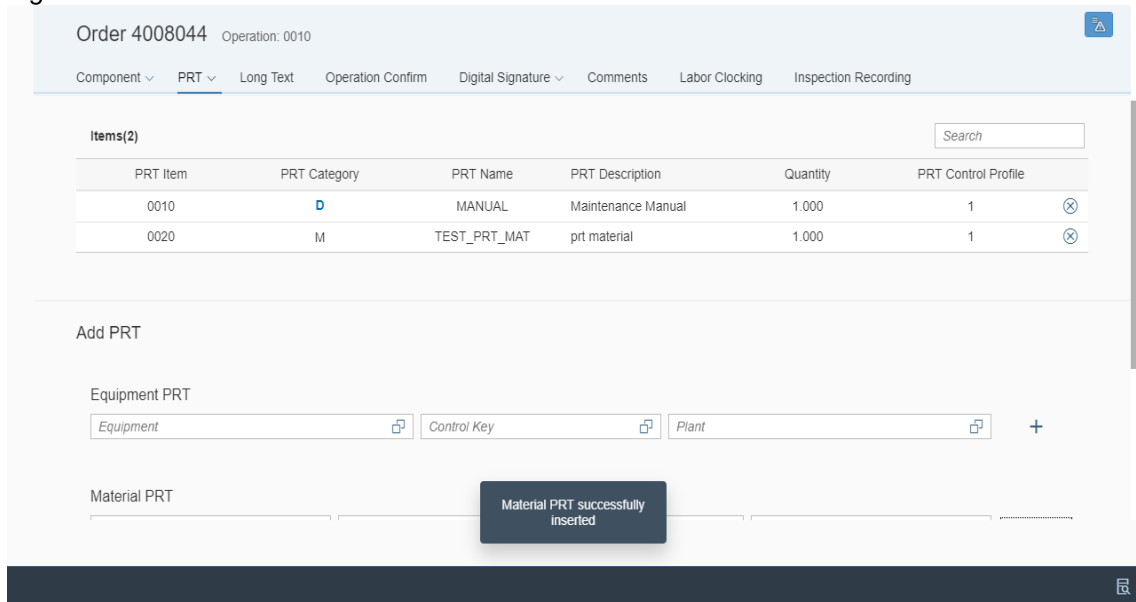 Order 4008044 Operation: 0010
Component PRT Long Text Operation Confirm Digital Signature Comments Labor Clocking Inspection Recording
Items(2) Search
PRT Item PRT Category PRT Name PRT Description Quantity PRT Control Profile
0010 D MANUAL Maintenance Manual 1.000 1
0020 M TEST_PRT_MAT prt material 1.000 1
Add PRT
Equipment PRT
Equipment Control Key Plant
Material PRT
Material PRT successfully
inserted